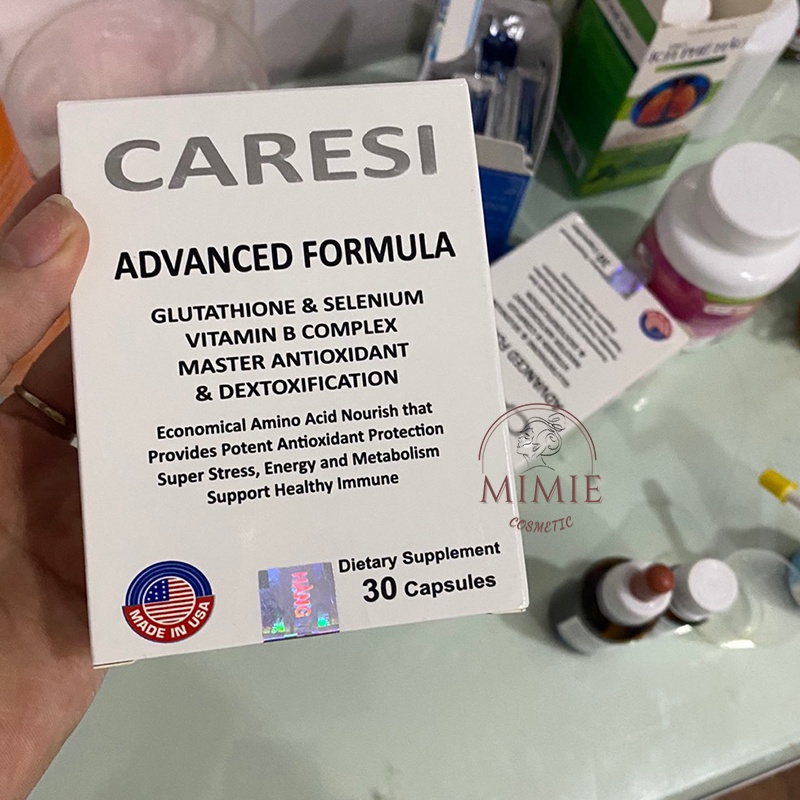 CARESI
ADVANCED FORMULA
GLUTATHIONE & SELENIUM
VITAMIN B COMPLEX
MASTER ANTIOXIDANT
& DEXTOXIFICATION
Economical Amino Acid Nourish that
Provides Potent Antioxidant Protection
Super Stress, Energy and Metabolism
Support Healthy Immune
Dietary Supplement
30 Capsules
MADE IN USA
MIMIE
COSMETIC